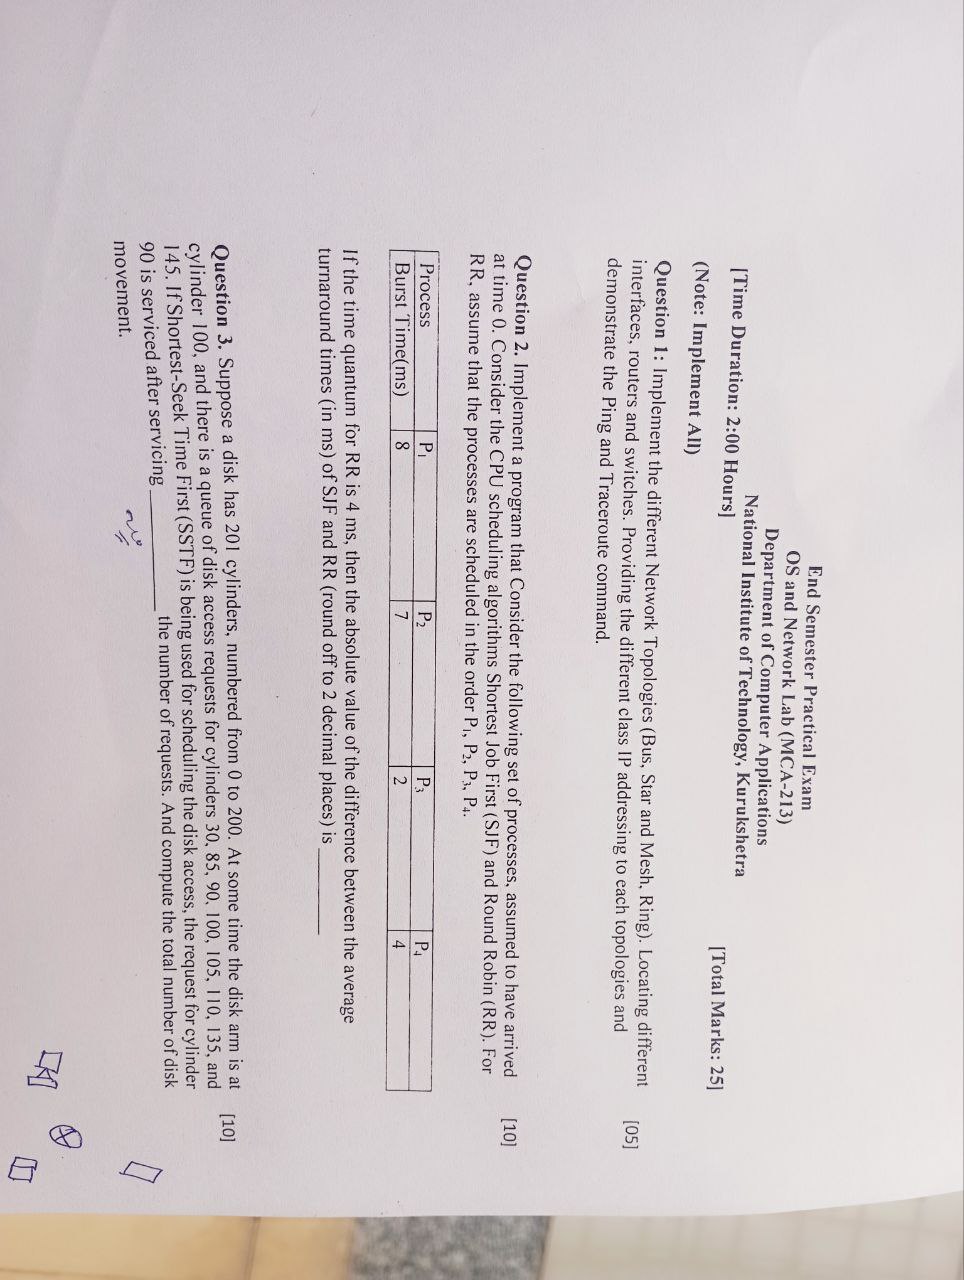 End Semester Practical Exam
OS and Network Lab (MCA-213)
Department of Computer Applications
National Institute of Technology, Kurukshetra
[Time Duration: 2:00 Hours] [Total Marks: 25]
(Note: Implement All)
Question 1: Implement the different Network Topologies (Bus, Star and Mesh, Ring). Locating different [05]
interfaces, routers and switches. Providing the different class IP addressing to each topologies and
demonstrate the Ping and Traceroute command.
Question 2. Implement a program that Consider the following set of processes, assumed to have arrived [10]
at time 0. Consider the CPU scheduling algorithms Shortest Job First (SJF) and Round Robin (RR). For
RR, assume that the processes are scheduled in the order P₁, P₂, P₃, P₄.
Process P₁ P₂ P₃ P₄
Burst Time(ms) 8 7 2 4
If the time quantum for RR is 4 ms, then the absolute value of the difference between the average
turnaround times (in ms) of SJF and RR (round off to 2 decimal places) is ________
Question 3. Suppose a disk has 201 cylinders, numbered from 0 to 200. At some time the disk arm is at [10]
cylinder 100, and there is a queue of disk access requests for cylinders 30, 85, 90, 100, 105, 110, 135, and
145. If Shortest-Seek Time First (SSTF) is being used for scheduling the disk access, the request for cylinder
90 is serviced after servicing ____________ the number of requests. And compute the total number of disk
movement.